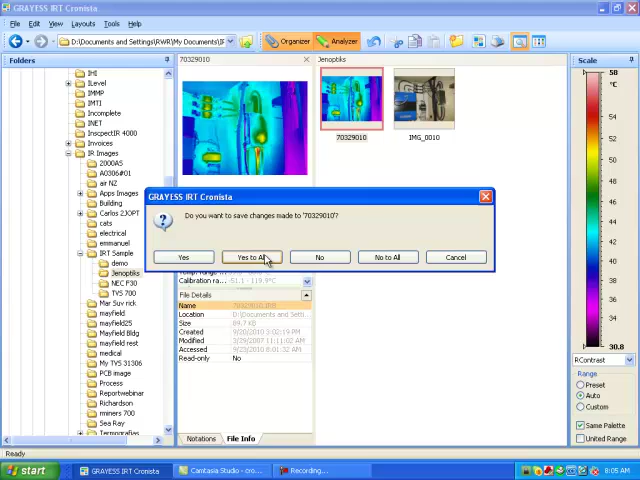 GRAYESS IRT Cronista
File Edit View Layouts Tools Help
D:\Documents and Settings\RWR\My Documents\IR
Organizer
Analyzer
Folders
IHI
ILevel
IMMP
IMTI
Incomplete
INET
InspectIR 4000
Invoices
IR Images
2000AS
A0306#01
air NZ
Apps Images
Building
Carlos 2JOPT
cats
electrical
emmanuel
IRT Sample
demo
Jenoptiks
NEC F30
TVS 700
Mar Suv rick
mayfield
mayfield25
Mayfield Bldg
mayfield rest
medical
My TVS 31306
PCB image
Process
Reportwebinar
Richardson
miners 700
Sea Ray
Termografias
70329010
Jenoptiks
70329010
IMG_0010
GRAYESS IRT Cronista
Do you want to save changes made to '70329010'?
Yes
Yes to All
No
No to All
Cancel
Calibration ra... -51.1 - 119.9°C
File Details
Name 70329010.IRB
Location D:\Documents and Setti...
Size 89.7 KB
Created 9/20/2010 3:02:19 PM
Modified 3/29/2007 11:11:02 AM
Accessed 9/23/2010 8:01:32 AM
Read-only No
Notations
File Info
Scale
58
°C
54
52
50
48
46
44
42
40
38
36
34
30.8
RContrast
Range
Preset
Auto
Custom
Same Palette
United Range
Ready
start
GRAYESS IRT Cronista
Camtasia Studio - cro...
Recording...
8:05 AM